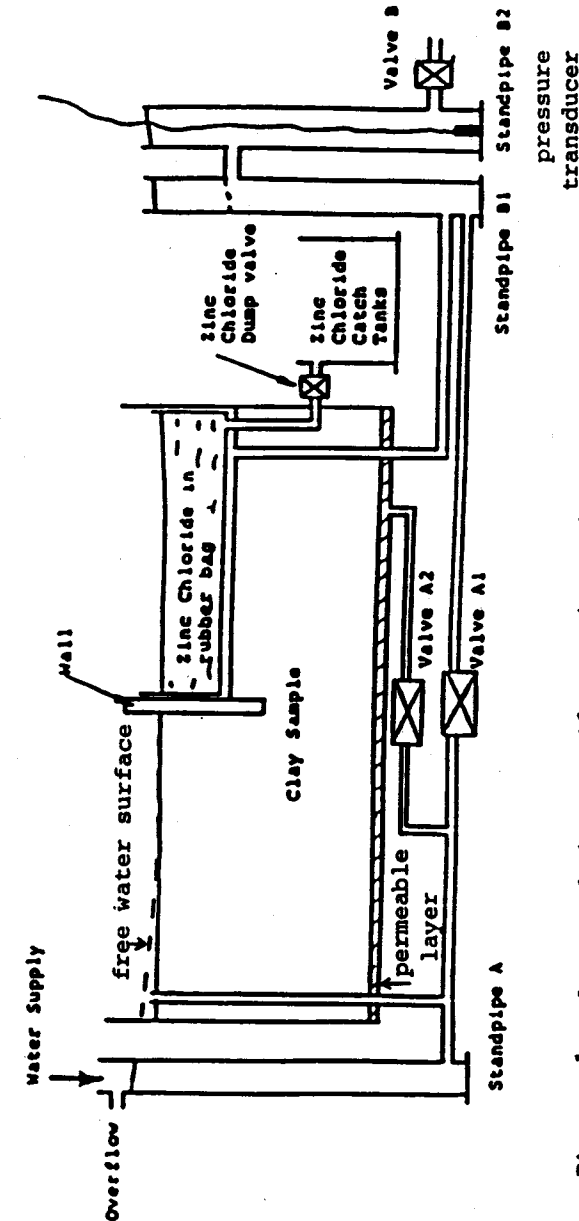 Water Supply
Overflow
free water surface
Wall
Zinc Chloride in
rubber bag
Zinc
Chloride
Dump valve
Zinc
Chloride
Catch
Tanks
Valve B
Clay Sample
permeable
layer
Valve A2
Valve A1
Standpipe A
Standpipe B1
Standpipe B2
pressure
transducer